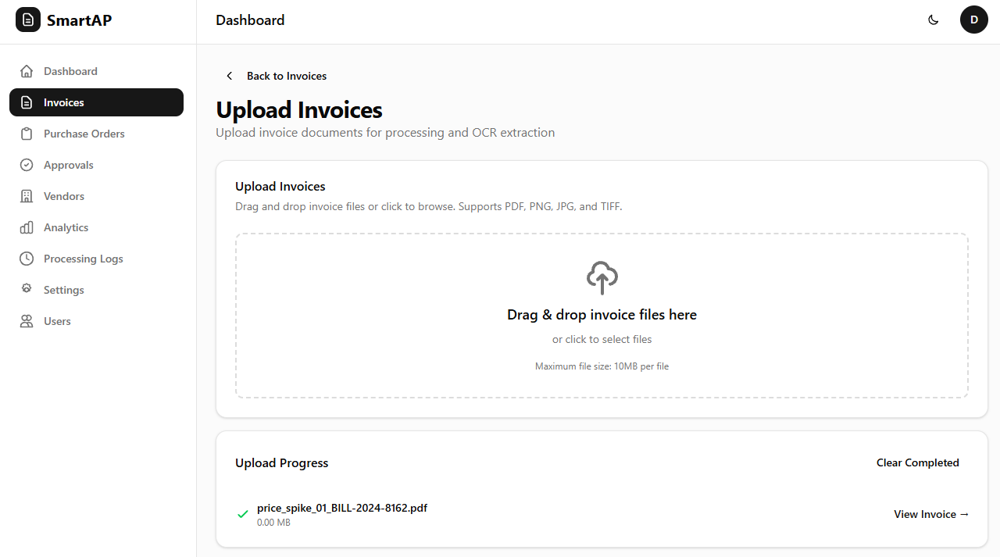 SmartAP
Dashboard
D
Dashboard
Invoices
Purchase Orders
Approvals
Vendors
Analytics
Processing Logs
Settings
Users
Back to Invoices
Upload Invoices
Upload invoice documents for processing and OCR extraction
Upload Invoices
Drag and drop invoice files or click to browse. Supports PDF, PNG, JPG, and TIFF.
Drag & drop invoice files here
or click to select files
Maximum file size: 10MB per file
Upload Progress
Clear Completed
price_spike_01_BILL-2024-8162.pdf
0.00 MB
View Invoice →